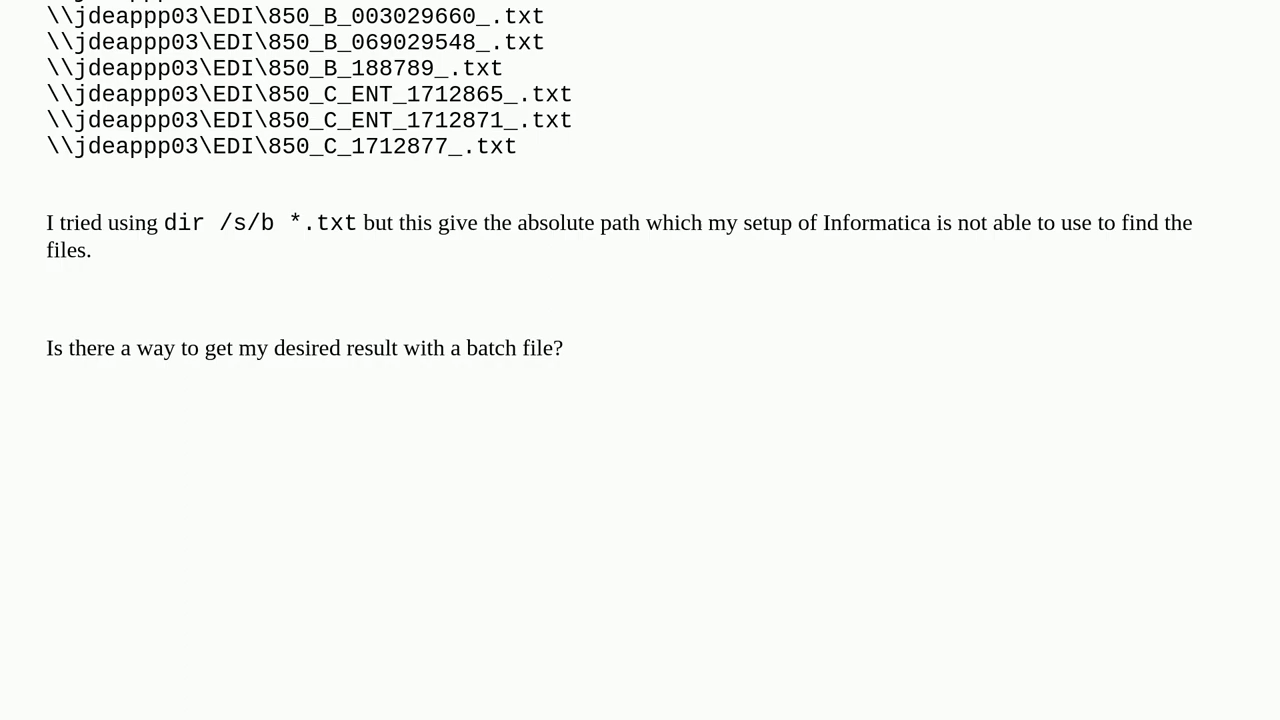 \\jdeappp03\EDI\850_B_003029660_.txt
\\jdeappp03\EDI\850_B_069029548_.txt
\\jdeappp03\EDI\850_B_188789_.txt
\\jdeappp03\EDI\850_C_ENT_1712865_.txt
\\jdeappp03\EDI\850_C_ENT_1712871_.txt
\\jdeappp03\EDI\850_C_1712877_.txt
I tried using dir /s/b *.txt but this give the absolute path which my setup of Informatica is not able to use to find the
files.
Is there a way to get my desired result with a batch file?